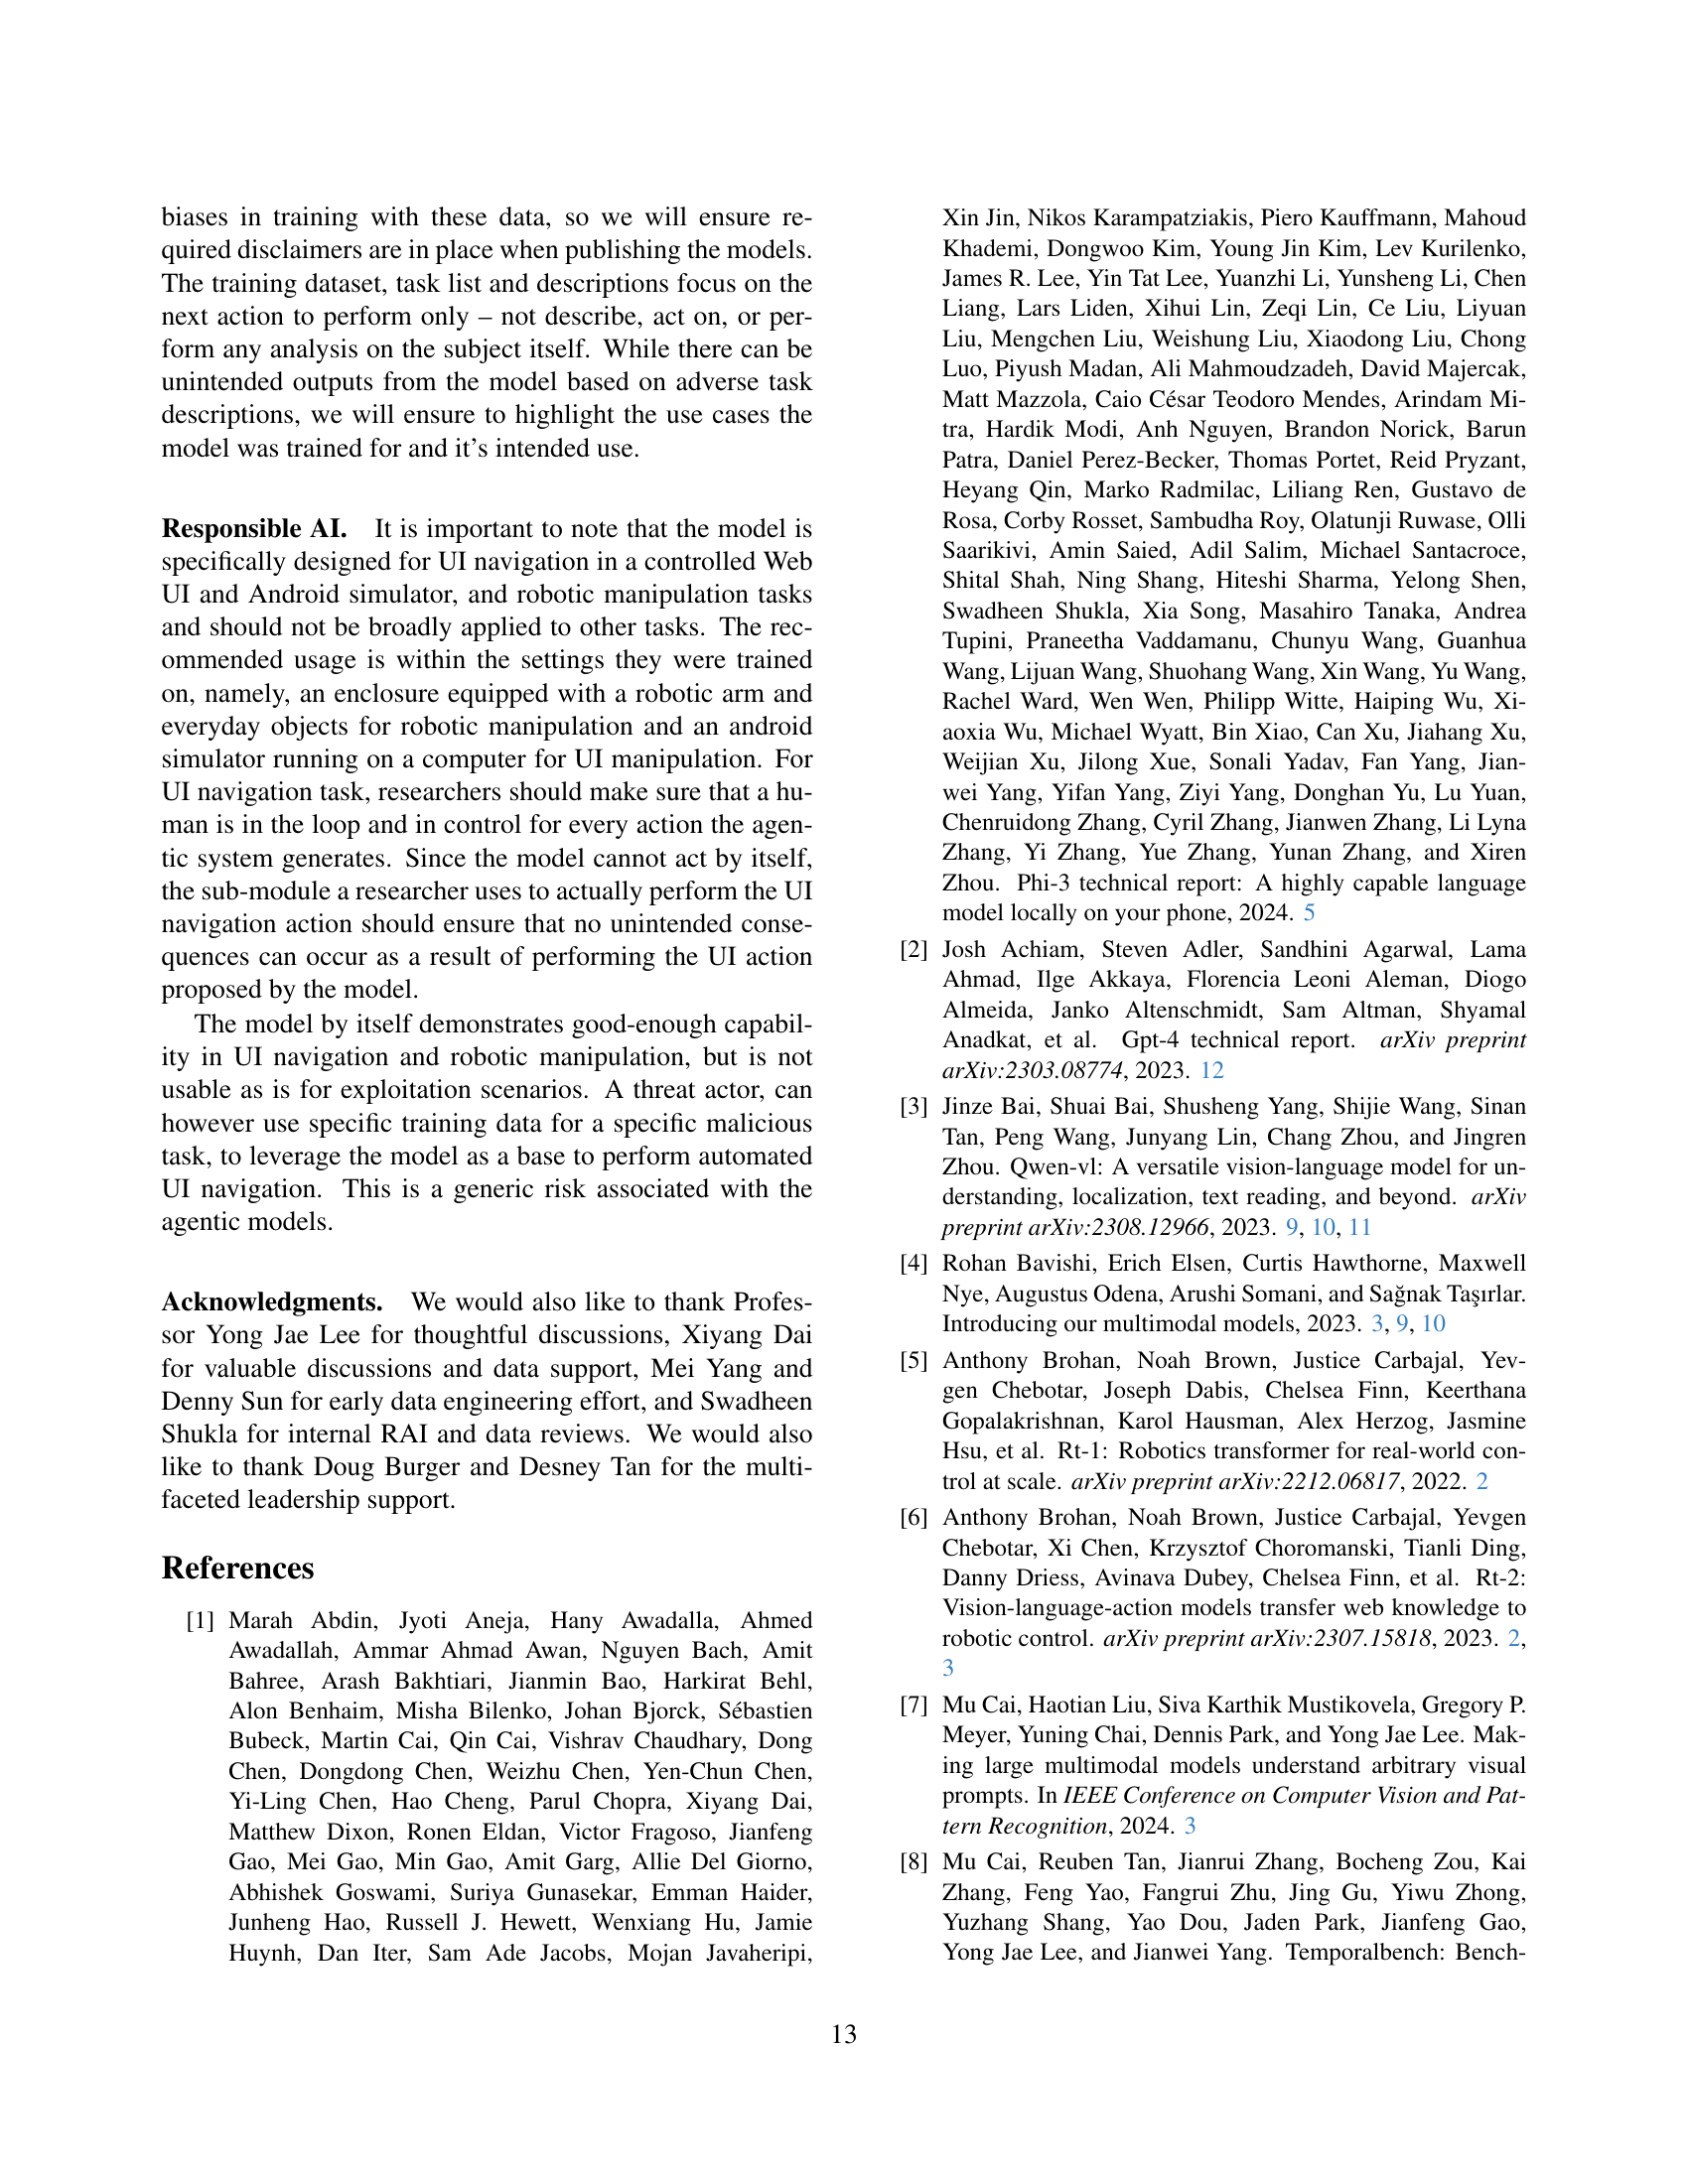 biases in training with these data, so we will ensure re-
quired disclaimers are in place when publishing the models.
The training dataset, task list and descriptions focus on the
next action to perform only – not describe, act on, or per-
form any analysis on the subject itself. While there can be
unintended outputs from the model based on adverse task
descriptions, we will ensure to highlight the use cases the
model was trained for and it's intended use.
Responsible AI. It is important to note that the model is
specifically designed for UI navigation in a controlled Web
UI and Android simulator, and robotic manipulation tasks
and should not be broadly applied to other tasks. The rec-
ommended usage is within the settings they were trained
on, namely, an enclosure equipped with a robotic arm and
everyday objects for robotic manipulation and an android
simulator running on a computer for UI manipulation. For
UI navigation task, researchers should make sure that a hu-
man is in the loop and in control for every action the agen-
tic system generates. Since the model cannot act by itself,
the sub-module a researcher uses to actually perform the UI
navigation action should ensure that no unintended conse-
quences can occur as a result of performing the UI action
proposed by the model.
The model by itself demonstrates good-enough capabil-
ity in UI navigation and robotic manipulation, but is not
usable as is for exploitation scenarios. A threat actor, can
however use specific training data for a specific malicious
task, to leverage the model as a base to perform automated
UI navigation. This is a generic risk associated with the
agentic models.
Acknowledgments. We would also like to thank Profes-
sor Yong Jae Lee for thoughtful discussions, Xiyang Dai
for valuable discussions and data support, Mei Yang and
Denny Sun for early data engineering effort, and Swadheen
Shukla for internal RAI and data reviews. We would also
like to thank Doug Burger and Desney Tan for the multi-
faceted leadership support.
References
[1] Marah Abdin, Jyoti Aneja, Hany Awadalla, Ahmed
Awadallah, Ammar Ahmad Awan, Nguyen Bach, Amit
Bahree, Arash Bakhtiari, Jianmin Bao, Harkirat Behl,
Alon Benhaim, Misha Bilenko, Johan Bjorck, Sébastien
Bubeck, Martin Cai, Qin Cai, Vishrav Chaudhary, Dong
Chen, Dongdong Chen, Weizhu Chen, Yen-Chun Chen,
Yi-Ling Chen, Hao Cheng, Parul Chopra, Xiyang Dai,
Matthew Dixon, Ronen Eldan, Victor Fragoso, Jianfeng
Gao, Mei Gao, Min Gao, Amit Garg, Allie Del Giorno,
Abhishek Goswami, Suriya Gunasekar, Emman Haider,
Junheng Hao, Russell J. Hewett, Wenxiang Hu, Jamie
Huynh, Dan Iter, Sam Ade Jacobs, Mojan Javaheripi,
Xin Jin, Nikos Karampatziakis, Piero Kauffmann, Mahoud
Khademi, Dongwoo Kim, Young Jin Kim, Lev Kurilenko,
James R. Lee, Yin Tat Lee, Yuanzhi Li, Yunsheng Li, Chen
Liang, Lars Liden, Xihui Lin, Zeqi Lin, Ce Liu, Liyuan
Liu, Mengchen Liu, Weishung Liu, Xiaodong Liu, Chong
Luo, Piyush Madan, Ali Mahmoudzadeh, David Majercak,
Matt Mazzola, Caio César Teodoro Mendes, Arindam Mi-
tra, Hardik Modi, Anh Nguyen, Brandon Norick, Barun
Patra, Daniel Perez-Becker, Thomas Portet, Reid Pryzant,
Heyang Qin, Marko Radmilac, Liliang Ren, Gustavo de
Rosa, Corby Rosset, Sambudha Roy, Olatunji Ruwase, Olli
Saarikivi, Amin Saied, Adil Salim, Michael Santacroce,
Shital Shah, Ning Shang, Hiteshi Sharma, Yelong Shen,
Swadheen Shukla, Xia Song, Masahiro Tanaka, Andrea
Tupini, Praneetha Vaddamanu, Chunyu Wang, Guanhua
Wang, Lijuan Wang, Shuohang Wang, Xin Wang, Yu Wang,
Rachel Ward, Wen Wen, Philipp Witte, Haiping Wu, Xi-
aoxia Wu, Michael Wyatt, Bin Xiao, Can Xu, Jiahang Xu,
Weijian Xu, Jilong Xue, Sonali Yadav, Fan Yang, Jian-
wei Yang, Yifan Yang, Ziyi Yang, Donghan Yu, Lu Yuan,
Chenruidong Zhang, Cyril Zhang, Jianwen Zhang, Li Lyna
Zhang, Yi Zhang, Yue Zhang, Yunan Zhang, and Xiren
Zhou. Phi-3 technical report: A highly capable language
model locally on your phone, 2024. 5
[2] Josh Achiam, Steven Adler, Sandhini Agarwal, Lama
Ahmad, Ilge Akkaya, Florencia Leoni Aleman, Diogo
Almeida, Janko Altenschmidt, Sam Altman, Shyamal
Anadkat, et al. Gpt-4 technical report. arXiv preprint
arXiv:2303.08774, 2023. 12
[3] Jinze Bai, Shuai Bai, Shusheng Yang, Shijie Wang, Sinan
Tan, Peng Wang, Junyang Lin, Chang Zhou, and Jingren
Zhou. Qwen-vl: A versatile vision-language model for un-
derstanding, localization, text reading, and beyond. arXiv
preprint arXiv:2308.12966, 2023. 9, 10, 11
[4] Rohan Bavishi, Erich Elsen, Curtis Hawthorne, Maxwell
Nye, Augustus Odena, Arushi Somani, and Sağnak Taşırlar.
Introducing our multimodal models, 2023. 3, 9, 10
[5] Anthony Brohan, Noah Brown, Justice Carbajal, Yev-
gen Chebotar, Joseph Dabis, Chelsea Finn, Keerthana
Gopalakrishnan, Karol Hausman, Alex Herzog, Jasmine
Hsu, et al. Rt-1: Robotics transformer for real-world con-
trol at scale. arXiv preprint arXiv:2212.06817, 2022. 2
[6] Anthony Brohan, Noah Brown, Justice Carbajal, Yevgen
Chebotar, Xi Chen, Krzysztof Choromanski, Tianli Ding,
Danny Driess, Avinava Dubey, Chelsea Finn, et al. Rt-2:
Vision-language-action models transfer web knowledge to
robotic control. arXiv preprint arXiv:2307.15818, 2023. 2,
3
[7] Mu Cai, Haotian Liu, Siva Karthik Mustikovela, Gregory P.
Meyer, Yuning Chai, Dennis Park, and Yong Jae Lee. Mak-
ing large multimodal models understand arbitrary visual
prompts. In IEEE Conference on Computer Vision and Pat-
tern Recognition, 2024. 3
[8] Mu Cai, Reuben Tan, Jianrui Zhang, Bocheng Zou, Kai
Zhang, Feng Yao, Fangrui Zhu, Jing Gu, Yiwu Zhong,
Yuzhang Shang, Yao Dou, Jaden Park, Jianfeng Gao,
Yong Jae Lee, and Jianwei Yang. Temporalbench: Bench-
13